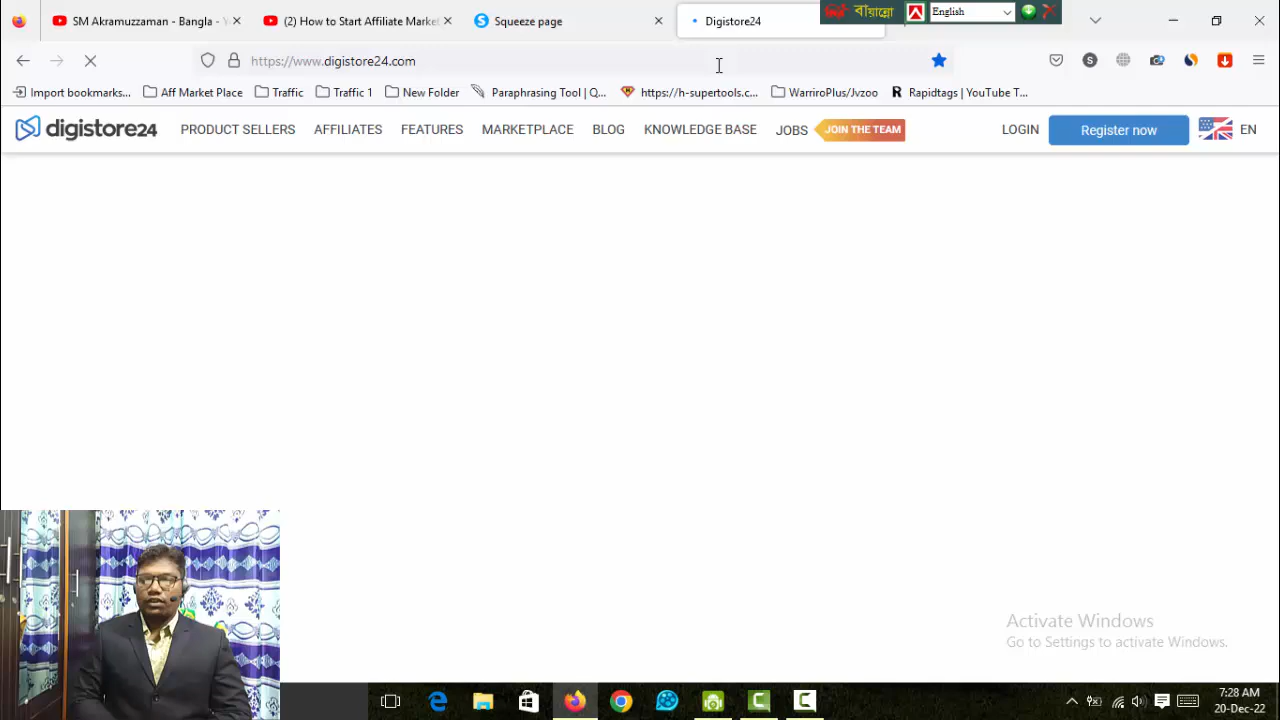 SM Akramuzzaman - Bangla - Y
(2) How to Start Affiliate Market
Squeeze page
Digistore24
বায়ান্নো
English
https://www.digistore24.com
Import bookmarks...
Aff Market Place
Traffic
Traffic 1
New Folder
Paraphrasing Tool | Q...
https://h-supertools.c...
WarriroPlus/Jvzoo
Rapidtags | YouTube T...
digistore24
PRODUCT SELLERS
AFFILIATES
FEATURES
MARKETPLACE
BLOG
KNOWLEDGE BASE
JOBS
JOIN THE TEAM
LOGIN
Register now
EN
Activate Windows
Go to Settings to activate Windows.
7:28 AM
20-Dec-22